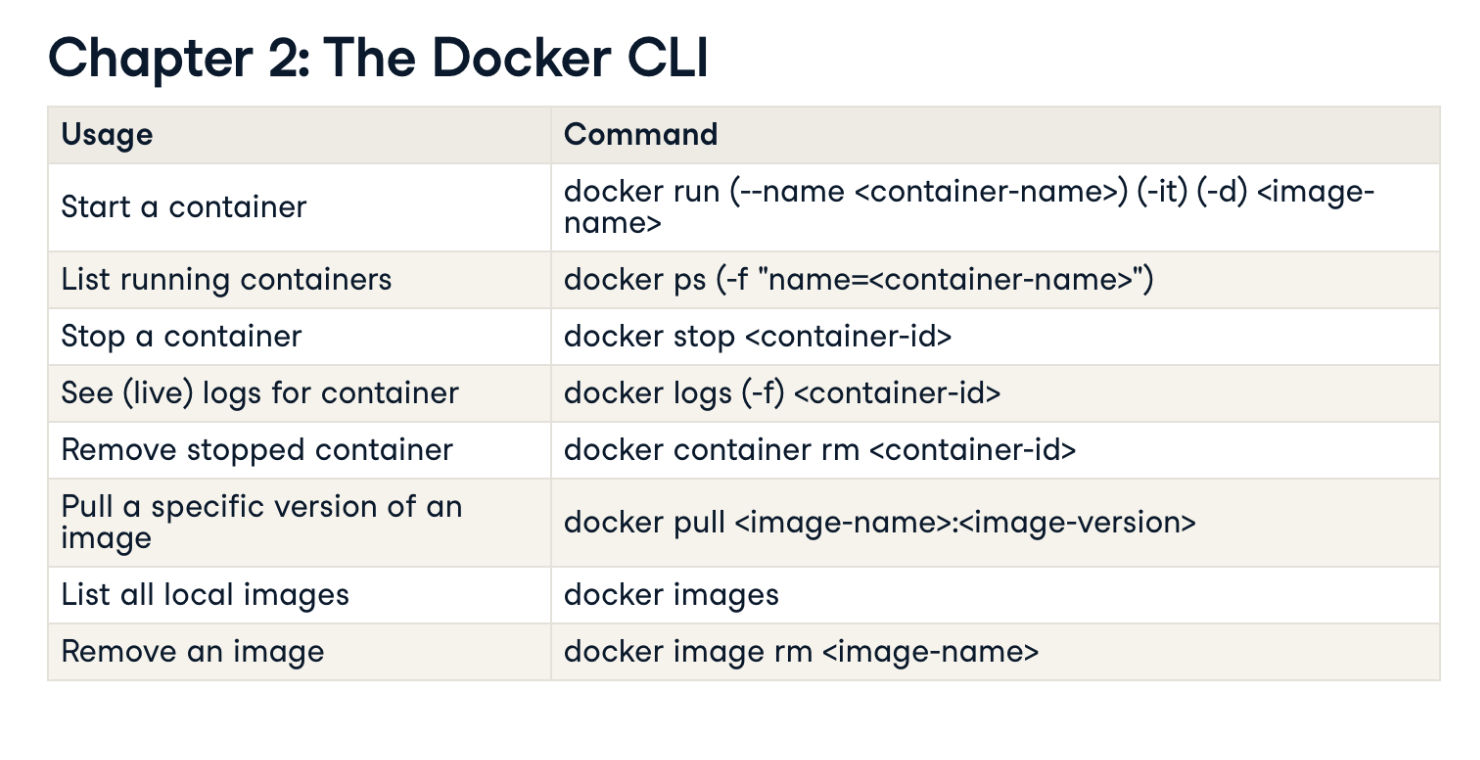 Chapter 2: The Docker CLI
Usage
Command
Start a container
docker run (--name <container-name>) (-it) (-d) <image-
name>
List running containers
docker ps (-f "name=<container-name>")
Stop a container
docker stop <container-id>
See (live) logs for container
docker logs (-f) <container-id>
Remove stopped container
docker container rm <container-id>
Pull a specific version of an
image
docker pull <image-name>:<image-version>
List all local images
docker images
Remove an image
docker image rm <image-name>